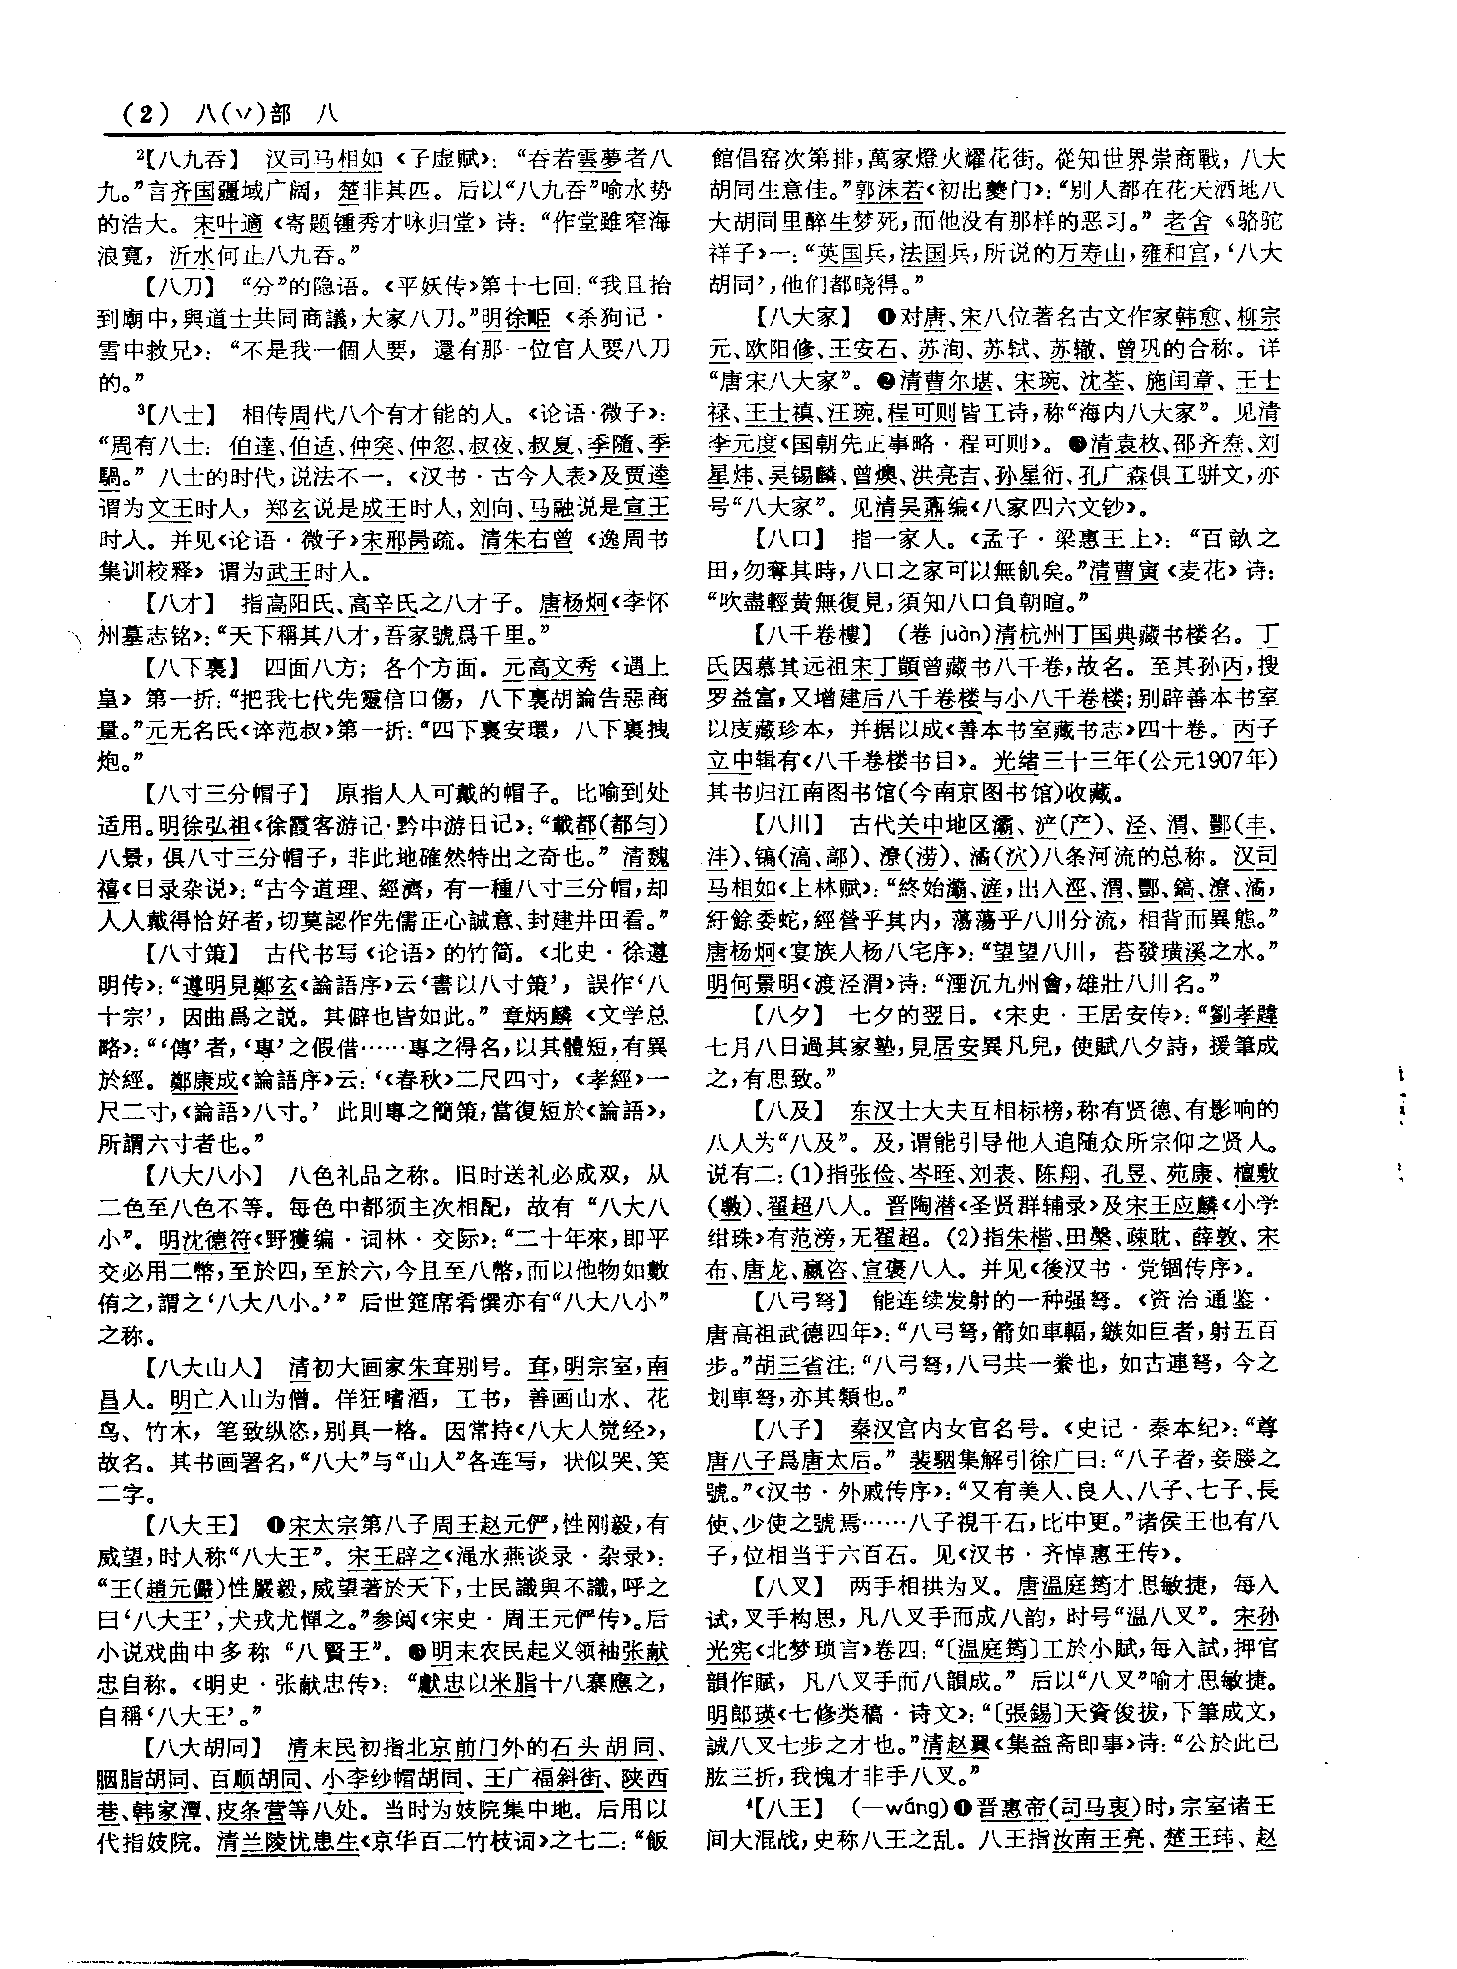 (2) 八(丷)部 八
²【八九吞】 汉司马相如《子虚赋》：“吞若雲夢者八
九。”言齐国疆域广阔，楚非其匹。后以“八九吞”喻水势
的浩大。宋叶適《寄题锺秀才咏归堂》诗：“作堂雖窄海
浪寬，沂水何止八九吞。”
【八刀】 “分”的隐语。《平妖传》第十七回：“我且抬
到廟中，與道士共同商議，大家八刀。”明徐㬇《杀狗记·
雪中救兄》：“不是我一個人要，還有那一位官人要八刀
的。”
³【八士】 相传周代八个有才能的人。《论语·微子》：
“周有八士：伯達、伯适、仲突、仲忽、叔夜、叔夏、季隨、季
騧。”八士的时代，说法不一。《汉书·古今人表》及贾逵
谓为文王时人，郑玄说是成王时人，刘向、马融说是宣王
时人。并见《论语·微子》宋邢昺疏。清朱右曾《逸周书
集训校释》谓为武王时人。
【八才】 指高阳氏、高辛氏之八才子。唐杨炯《李怀
州墓志铭》：“天下稱其八才，吾家號爲千里。”
【八下裏】 四面八方；各个方面。元高文秀《遇上
皇》第一折：“把我七代先靈信口傷，八下裏胡論告惡商
量。”元无名氏《谇范叔》第一折：“四下裏安環，八下裏拽
炮。”
【八寸三分帽子】 原指人人可戴的帽子。比喻到处
适用。明徐弘祖《徐霞客游记·黔中游日记》：“載都(都匀)
八景，俱八寸三分帽子，非此地確然特出之奇也。”清魏
禧《日录杂说》：“古今道理、經濟，有一種八寸三分帽，却
人人戴得恰好者，切莫認作先儒正心誠意、封建井田看。”
【八寸策】 古代书写《论语》的竹简。《北史·徐遵
明传》：“遵明見鄭玄《論語序》云‘書以八寸策’，誤作‘八
十宗’，因曲爲之説。其僻也皆如此。”章炳麟《文学总
略》：“‘傳’者，‘專’之假借……專之得名，以其體短，有異
於經。鄭康成《論語序》云：‘《春秋》二尺四寸，《孝經》一
尺二寸，《論語》八寸。’此則專之簡策，當復短於《論語》，
所謂六寸者也。”
【八大八小】 八色礼品之称。旧时送礼必成双，从
二色至八色不等。每色中都须主次相配，故有“八大八
小”。明沈德符《野獲编·词林·交际》：“二十年來，即平
交必用二幣，至於四，至於六，今且至八幣，而以他物如數
侑之，謂之‘八大八小。’”后世筵席肴馔亦有“八大八小”
之称。
【八大山人】 清初大画家朱耷别号。耷，明宗室，南
昌人。明亡入山为僧。佯狂嗜酒，工书，善画山水、花
鸟、竹木，笔致纵恣，别具一格。因常持《八大人觉经》，
故名。其书画署名，“八大”与“山人”各连写，状似哭、笑
二字。
【八大王】 ❶宋太宗第八子周王赵元俨，性刚毅，有
威望，时人称“八大王”。宋王辟之《渑水燕谈录·杂录》：
“王(趙元儼)性嚴毅，威望著於天下，士民識與不識，呼之
曰‘八大王’，犬戎尤憚之。”参阅《宋史·周王元俨传》。后
小说戏曲中多称“八賢王”。❷明末农民起义领袖张献
忠自称。《明史·张献忠传》：“獻忠以米脂十八寨應之，
自稱‘八大王’。”
【八大胡同】 清末民初指北京前门外的石头胡同、
胭脂胡同、百顺胡同、小李纱帽胡同、王广福斜街、陕西
巷、韩家潭、皮条营等八处。当时为妓院集中地。后用以
代指妓院。清兰陵忧患生《京华百二竹枝词》之七二：“飯
館倡窑次第排，萬家燈火耀花街。從知世界崇商戰，八大
胡同生意佳。”郭沫若《初出夔门》：“别人都在花天酒地八
大胡同里醉生梦死，而他没有那样的恶习。”老舍《骆驼
祥子》一：“英国兵，法国兵，所说的万寿山，雍和宫，‘八大
胡同’，他们都晓得。”
【八大家】 ❶对唐、宋八位著名古文作家韩愈、柳宗
元、欧阳修、王安石、苏洵、苏轼、苏辙、曾巩的合称。详
“唐宋八大家”。❷清曹尔堪、宋琬、沈荃、施闰章、王士
禄、王士禛、汪琬、程可则皆工诗，称“海内八大家”。见清
李元度《国朝先正事略·程可则》。❸清袁枚、邵齐焘、刘
星炜、吴锡麟、曾燠、洪亮吉、孙星衍、孔广森俱工骈文，亦
号“八大家”。见清吴鼒编《八家四六文钞》。
【八口】 指一家人。《孟子·梁惠王上》：“百畝之
田，勿奪其時，八口之家可以無飢矣。”清曹寅《麦花》诗：
“吹盡輕黄無復見，須知八口負朝暄。”
【八千卷樓】 (卷 juàn)清杭州丁国典藏书楼名。丁
氏因慕其远祖宋丁顗曾藏书八千卷，故名。至其孙丙，搜
罗益富，又增建后八千卷楼与小八千卷楼；别辟善本书室
以庋藏珍本，并据以成《善本书室藏书志》四十卷。丙子
立中辑有《八千卷楼书目》。光绪三十三年(公元1907年)
其书归江南图书馆(今南京图书馆)收藏。
【八川】 古代关中地区灞、浐(产)、泾、渭、酆(丰、
沣)、镐(滈、鄗)、潦(涝)、潏(沇)八条河流的总称。汉司
马相如《上林赋》：“終始灞、滻，出入涇、渭、酆、鎬、潦、潏，
紆餘委蛇，經營乎其内，蕩蕩乎八川分流，相背而異態。”
唐杨炯《宴族人杨八宅序》：“望望八川，苔發璜溪之水。”
明何景明《渡泾渭》诗：“湮沉九州會，雄壯八川名。”
【八夕】 七夕的翌日。《宋史·王居安传》：“劉孝韙
七月八日過其家塾，見居安異凡兒，使賦八夕詩，援筆成
之，有思致。”
【八及】 东汉士大夫互相标榜，称有贤德、有影响的
八人为“八及”。及，谓能引导他人追随众所宗仰之贤人。
说有二：(1)指张俭、岑晊、刘表、陈翔、孔昱、苑康、檀敷
(敷)、翟超八人。晋陶潜《圣贤群辅录》及宋王应麟《小学
绀珠》有范滂，无翟超。(2)指朱楷、田槃、疎耽、薛敦、宋
布、唐龙、嬴咨、宣褒八人。并见《後汉书·党锢传序》。
【八弓弩】 能连续发射的一种强弩。《资治通鉴·
唐高祖武德四年》：“八弓弩，箭如車輻，鏃如巨者，射五百
步。”胡三省注：“八弓弩，八弓共一絭也，如古連弩，今之
划車弩，亦其類也。”
【八子】 秦汉宫内女官名号。《史记·秦本纪》：“尊
唐八子爲唐太后。”裴駰集解引徐广曰：“八子者，妾媵之
號。”《汉书·外戚传序》：“又有美人、良人、八子、七子、長
使、少使之號焉……八子視千石，比中更。”诸侯王也有八
子，位相当于六百石。见《汉书·齐悼惠王传》。
【八叉】 两手相拱为叉。唐温庭筠才思敏捷，每入
试，叉手构思，凡八叉手而成八韵，时号“温八叉”。宋孙
光宪《北梦琐言》卷四：“〔温庭筠〕工於小賦，每入試，押官
韻作賦，凡八叉手而八韻成。”后以“八叉”喻才思敏捷。
明郎瑛《七修类稿·诗文》：“〔張錫〕天資俊拔，下筆成文，
誠八叉七步之才也。”清赵翼《集益斋即事》诗：“公於此已
肱三折，我愧才非手八叉。”
⁴【八王】 (—wáng)❶晋惠帝(司马衷)时，宗室诸王
间大混战，史称八王之乱。八王指汝南王亮、楚王玮、赵